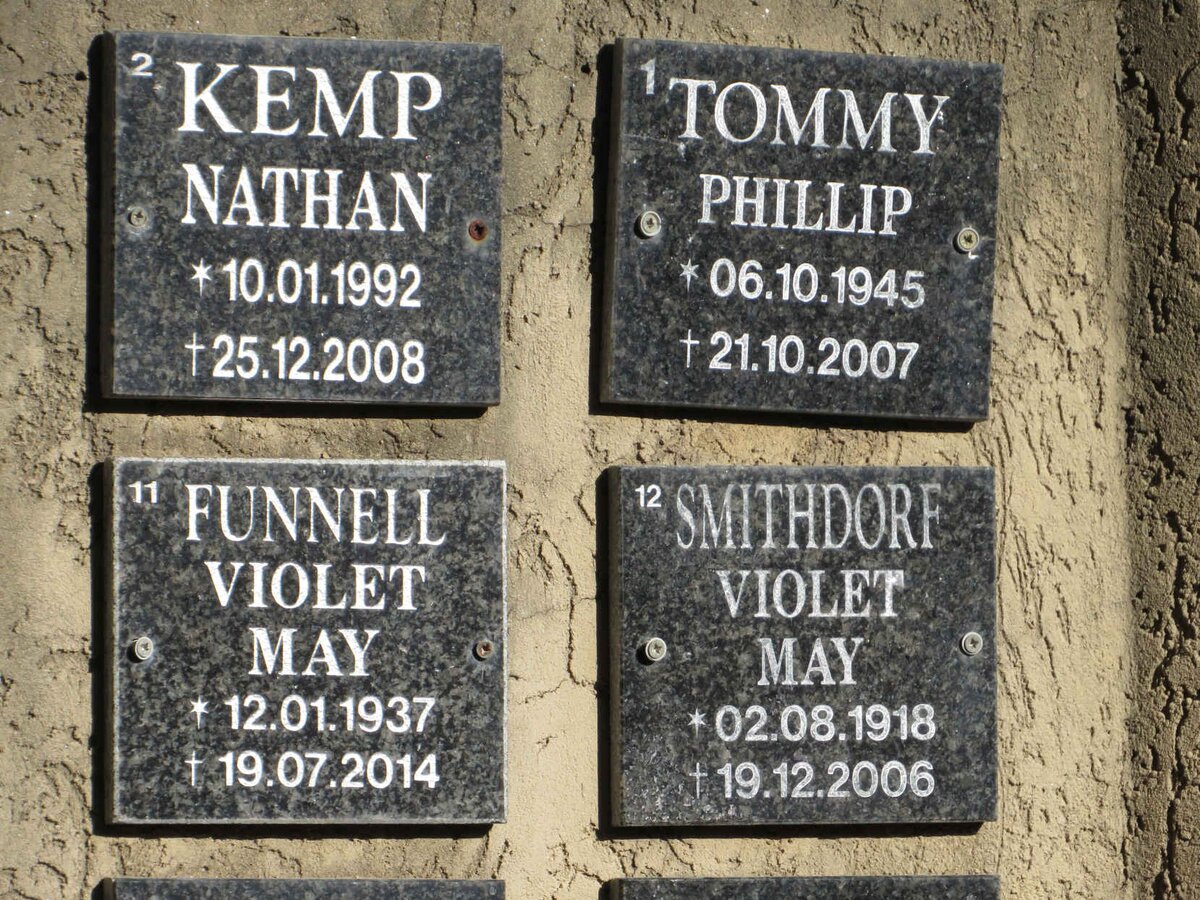 2
KEMP
NATHAN
* 10.01.1992
† 25.12.2008
1
TOMMY
PHILLIP
* 06.10.1945
† 21.10.2007
11
FUNNELL
VIOLET
MAY
* 12.01.1937
† 19.07.2014
12
SMITHDORF
VIOLET
MAY
* 02.08.1918
† 19.12.2006